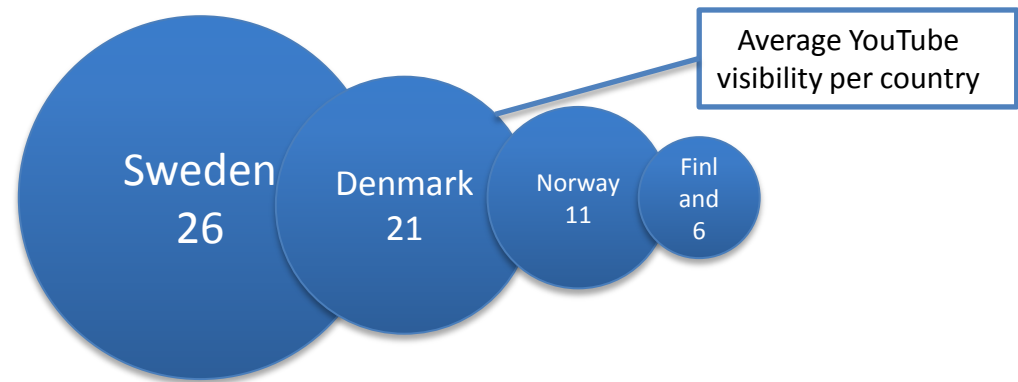 Average YouTube
visibility per country
Sweden
26
Denmark
21
Norway
11
Finl
and
6